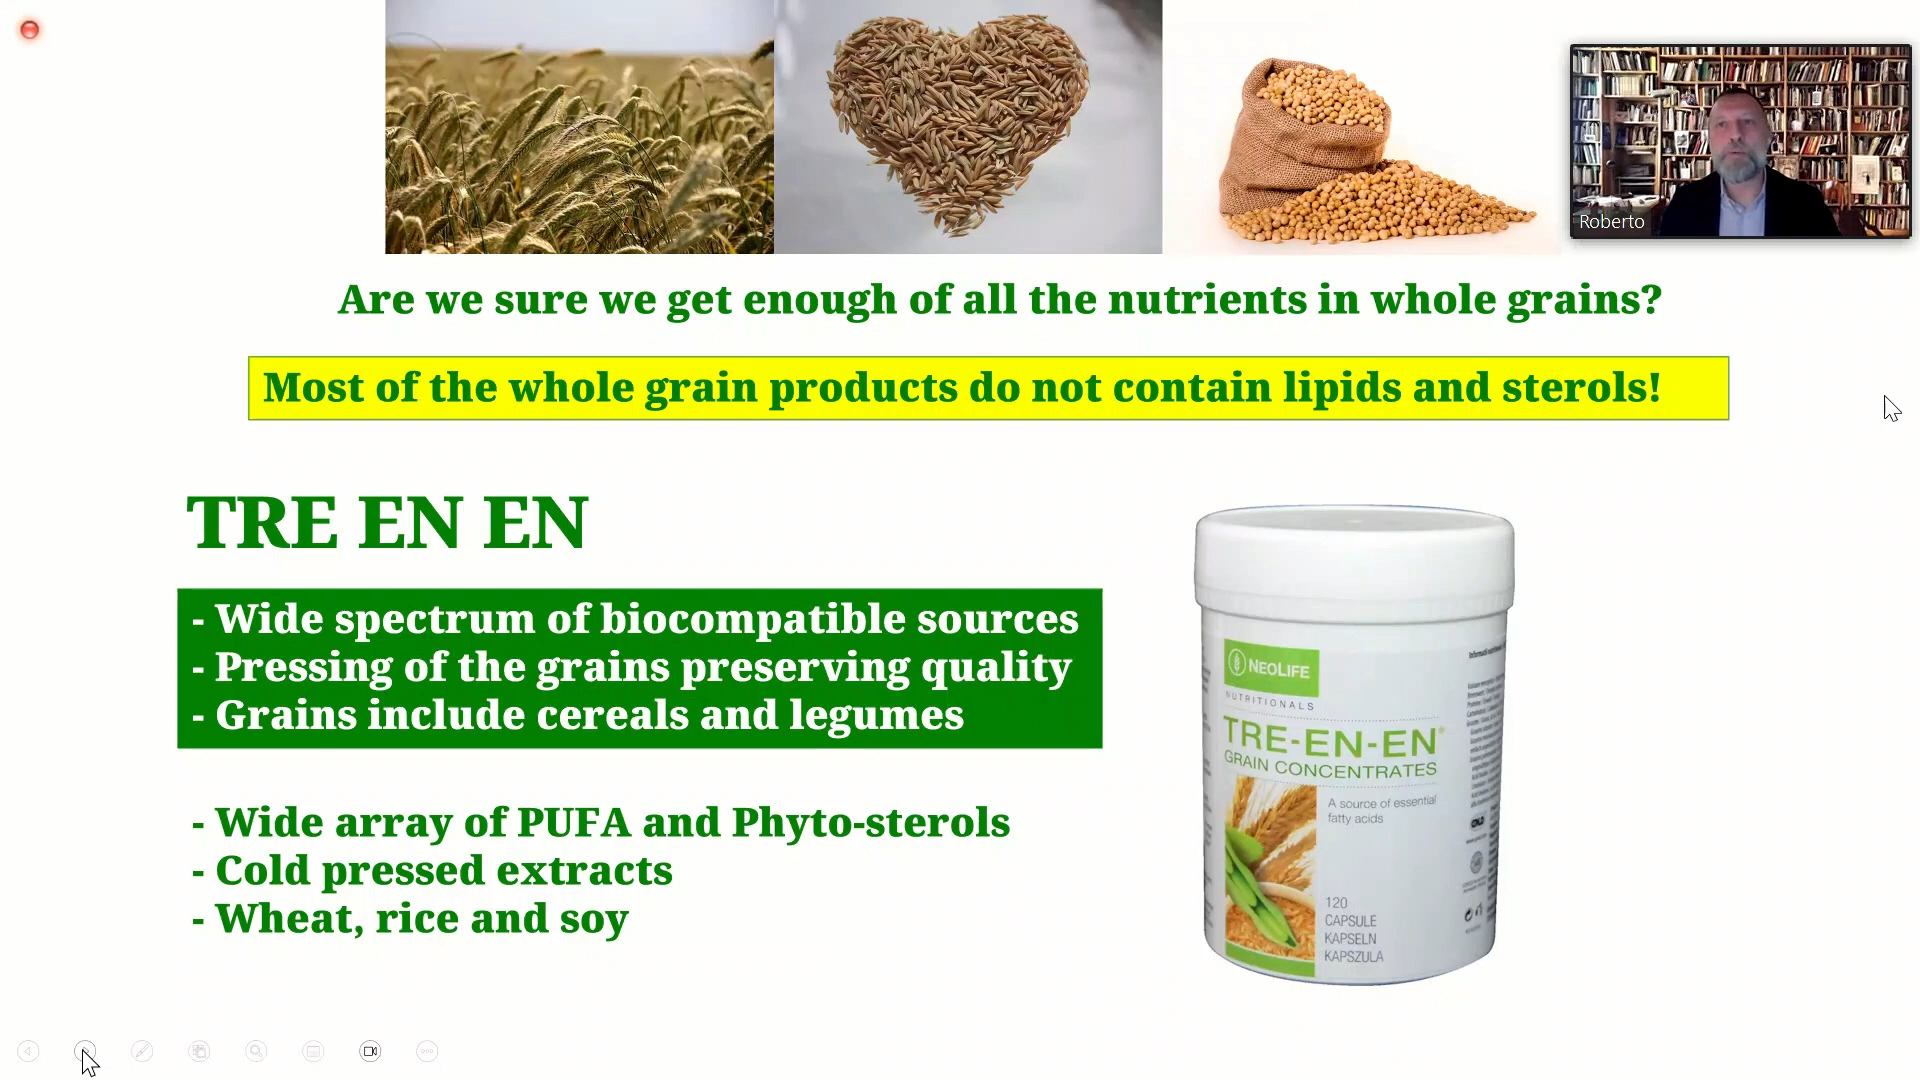 Roberto
Are we sure we get enough of all the nutrients in whole grains?
Most of the whole grain products do not contain lipids and sterols!
TRE EN EN
- Wide spectrum of biocompatible sources
- Pressing of the grains preserving quality
- Grains include cereals and legumes
- Wide array of PUFA and Phyto-sterols
- Cold pressed extracts
- Wheat, rice and soy
NEOLIFE
NUTRITIONALS
TRE-EN-EN®
GRAIN CONCENTRATES
A source of essential
fatty acids
120
CAPSULE
KAPSELN
KAPSZULA